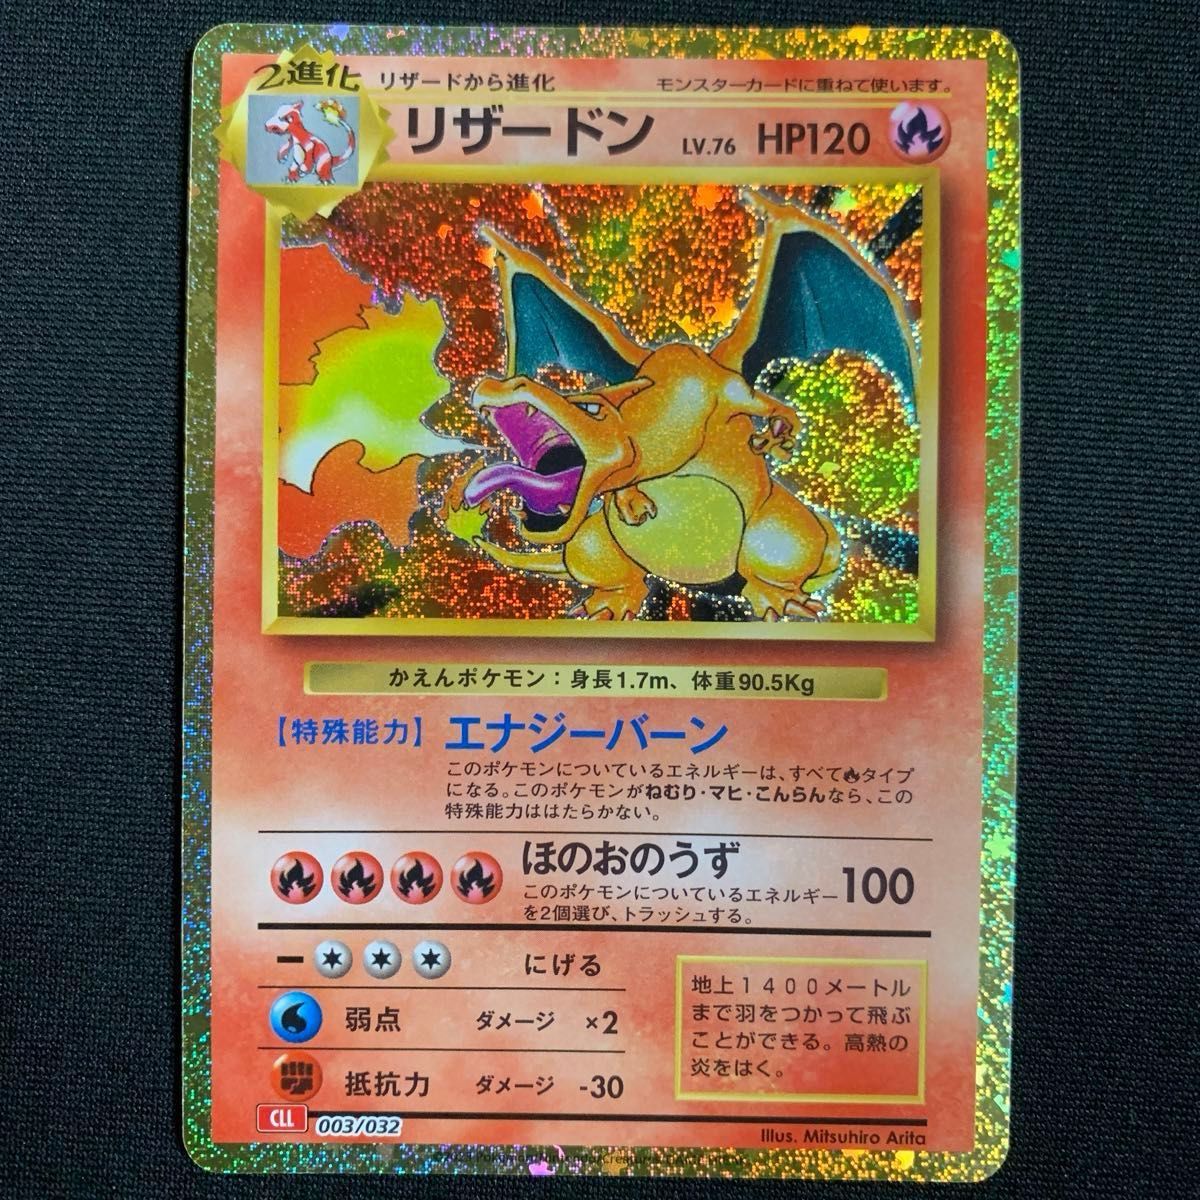 2進化 リザードから進化 モンスターカードに重ねて使います。
リザードン LV.76 HP120
かえんポケモン：身長1.7m、体重90.5Kg
【特殊能力】エナジーバーン
このポケモンについているエネルギーは、すべてタイプ
になる。このポケモンがねむり・マヒ・こんらんなら、この
特殊能力ははたらかない。
ほのおのうず 100
このポケモンについているエネルギー
を2個選び、トラッシュする。
にげる
弱点 ダメージ ×2
抵抗力 ダメージ -30
地上1400メートル
まで羽をつかって飛ぶ
ことができる。高熱の
炎をはく。
CLL 003/032
Illus. Mitsuhiro Arita